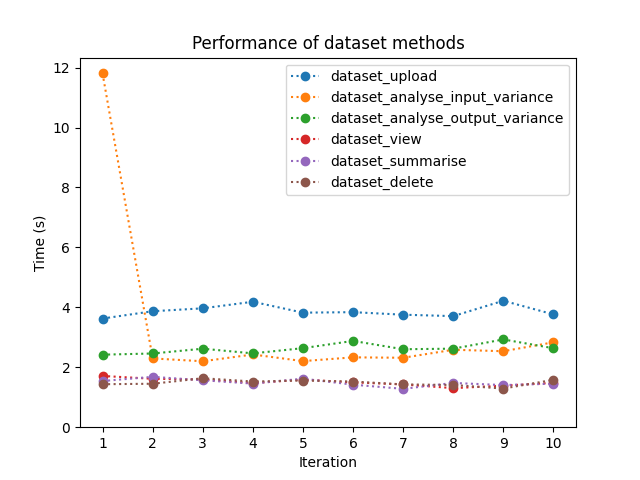 Performance of dataset methods
12
10
8
6
4
2
0
Time (s)
dataset_upload
dataset_analyse_input_variance
dataset_analyse_output_variance
dataset_view
dataset_summarise
dataset_delete
1 2 3 4 5 6 7 8 9 10
Iteration